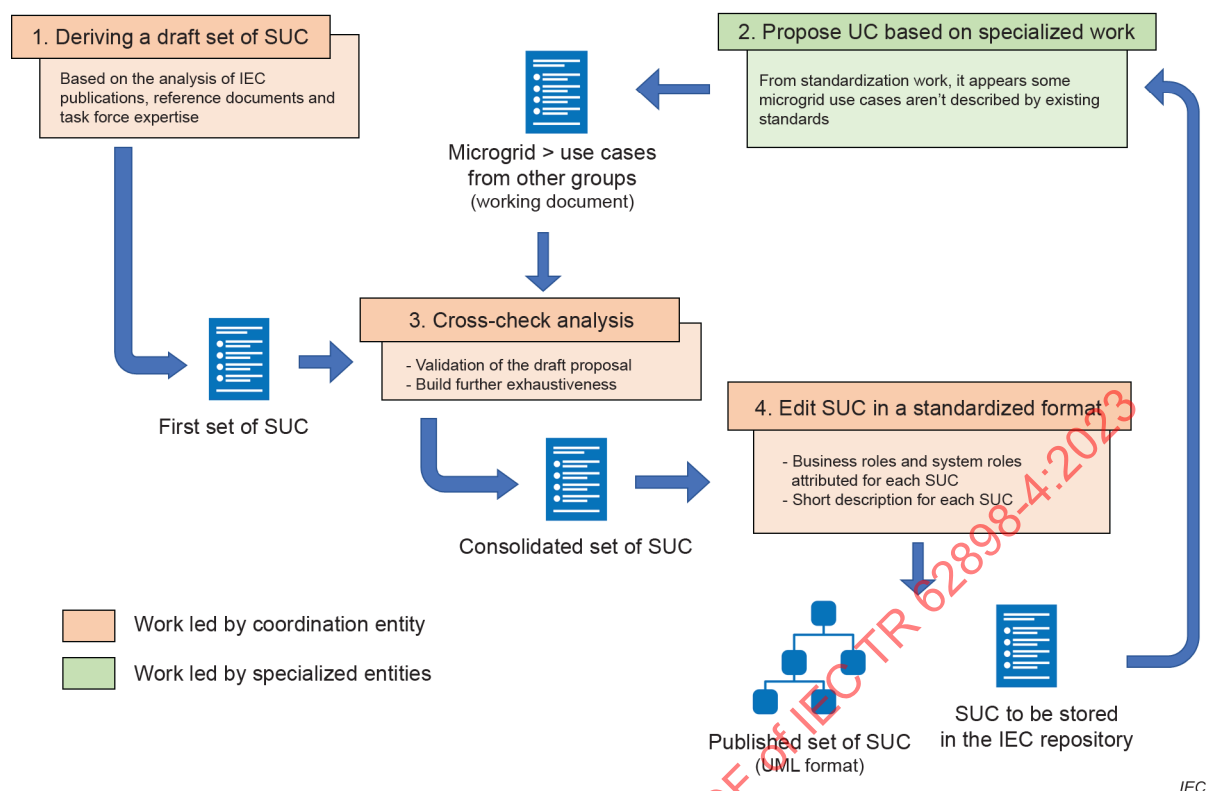 1. Deriving a draft set of SUC
Based on the analysis of IEC
publications, reference documents and
task force expertise
2. Propose UC based on specialized work
From standardization work, it appears some
microgrid use cases aren't described by existing
standards
Microgrid > use cases
from other groups
(working document)
3. Cross-check analysis
- Validation of the draft proposal
- Build further exhaustiveness
First set of SUC
4. Edit SUC in a standardized format
- Business roles and system roles
attributed for each SUC
- Short description for each SUC
Consolidated set of SUC
Work led by coordination entity
Work led by specialized entities
Published set of SUC
(UML format)
SUC to be stored
in the IEC repository
of IEC TR 62898-4:2023
IEC